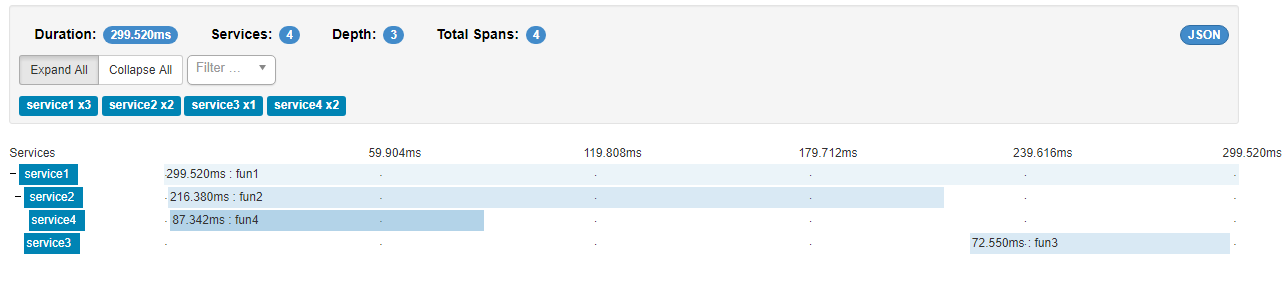 Duration: 299.520ms Services: 4 Depth: 3 Total Spans: 4 JSON
Expand All Collapse All Filter ...
service1 x3 service2 x2 service3 x1 service4 x2
Services 59.904ms 119.808ms 179.712ms 239.616ms 299.520ms
− service1 299.520ms : fun1
− service2 216.380ms : fun2
service4 87.342ms : fun4
service3 72.550ms : fun3